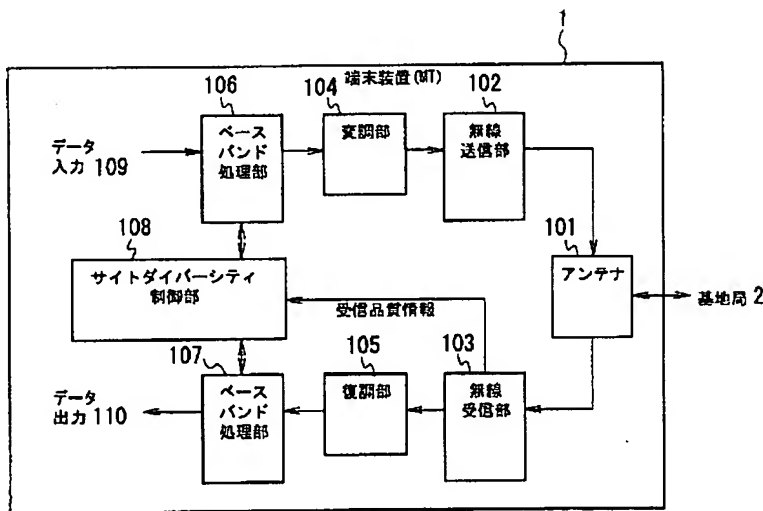 1
端末装置(MT)
106
104
102
ベース
バンド
処理部
変調部
無線
送信部
データ
入力 109
108
101
サイトダイバーシティ
制御部
アンテナ
受信品質情報
基地局 2
107
105
103
ベース
バンド
処理部
復調部
無線
受信部
データ
出力 110